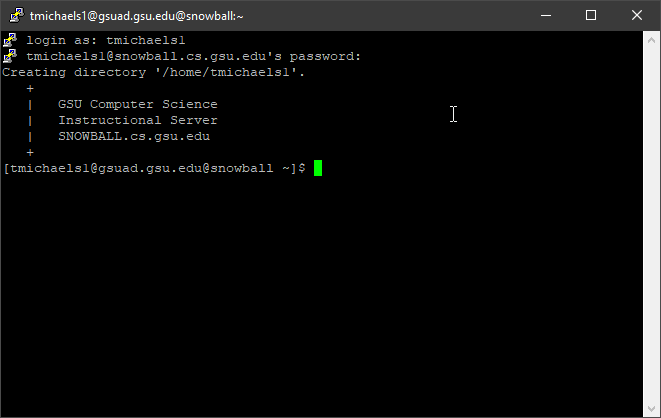 tmichaels1@gsuad.gsu.edu@snowball:~
login as: tmichaels1
tmichaels1@snowball.cs.gsu.edu's password:
Creating directory '/home/tmichaels1'.
+
|   GSU Computer Science
|   Instructional Server
|   SNOWBALL.cs.gsu.edu
+
[tmichaels1@gsuad.gsu.edu@snowball ~]$